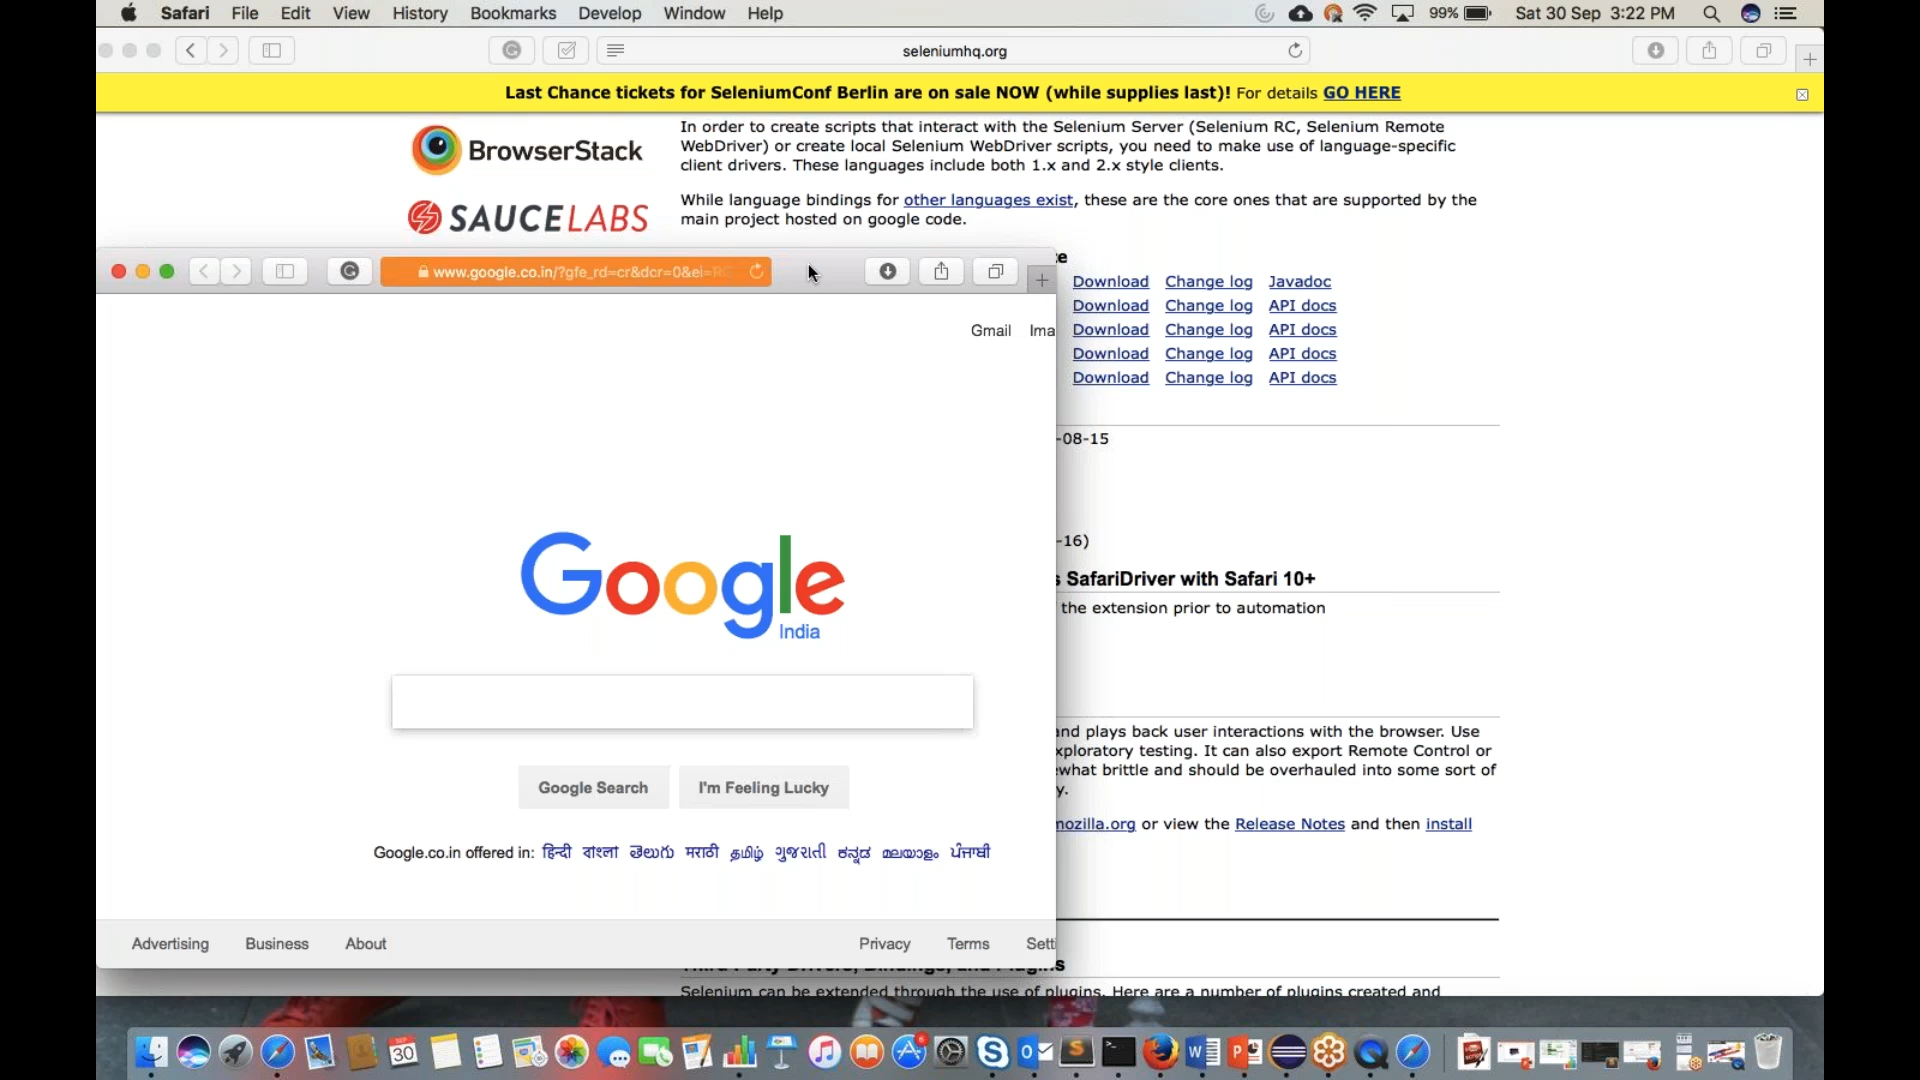 Safari File Edit View History Bookmarks Develop Window Help 99% Sat 30 Sep 3:22 PM
seleniumhq.org
Last Chance tickets for SeleniumConf Berlin are on sale NOW (while supplies last)! For details GO HERE
BrowserStack
SAUCELABS
In order to create scripts that interact with the Selenium Server (Selenium RC, Selenium Remote
WebDriver) or create local Selenium WebDriver scripts, you need to make use of language-specific
client drivers. These languages include both 1.x and 2.x style clients.
While language bindings for other languages exist, these are the core ones that are supported by the
main project hosted on google code.
Download Change log Javadoc
Download Change log API docs
Download Change log API docs
Download Change log API docs
Download Change log API docs
-08-15
-16)
SafariDriver with Safari 10+
the extension prior to automation
and plays back user interactions with the browser. Use
exploratory testing. It can also export Remote Control or
what brittle and should be overhauled into some sort of
mozilla.org or view the Release Notes and then install
Selenium can be extended through the use of plugins. Here are a number of plugins created and
www.google.co.in/?gfe_rd=cr&dcr=0&ei=
Gmail Ima
Google
India
Google Search I'm Feeling Lucky
Google.co.in offered in: हिन्दी বাংলা తెలుగు मराठी தமிழ் ગુજરાતી ಕನ್ನಡ മലയാളം ਪੰਜਾਬੀ
Advertising Business About Privacy Terms Sett
30